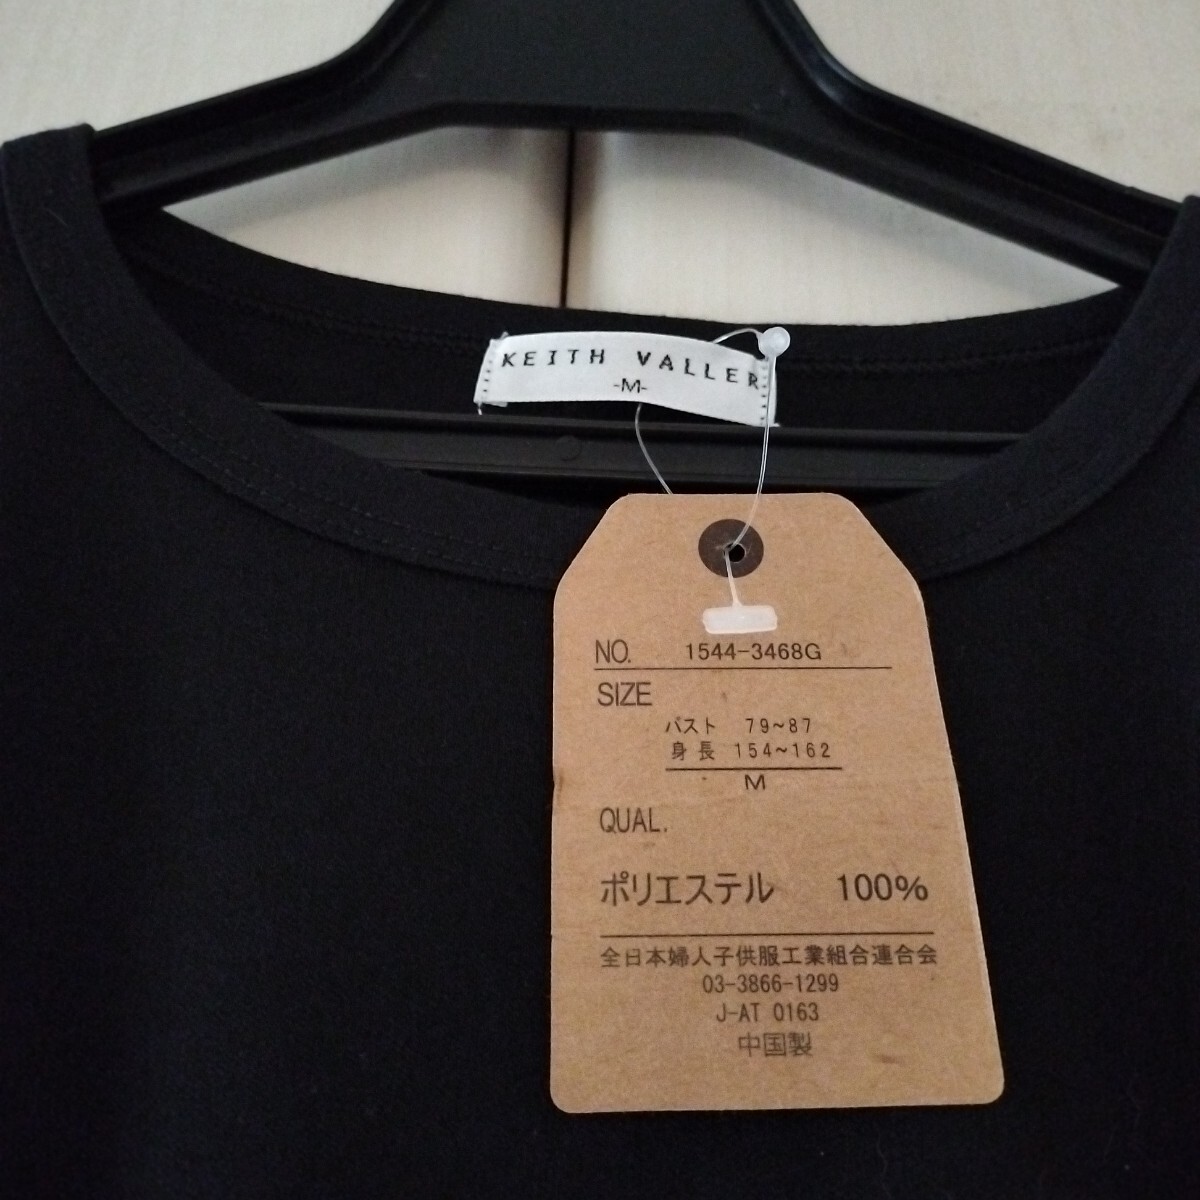 KEITH VALLER
-M-
NO. 1544-3468G
SIZE
バスト 79~87
身長 154~162
M
QUAL.
ポリエステル 100%
全日本婦人子供服工業組合連合会
03-3866-1299
J-AT 0163
中国製